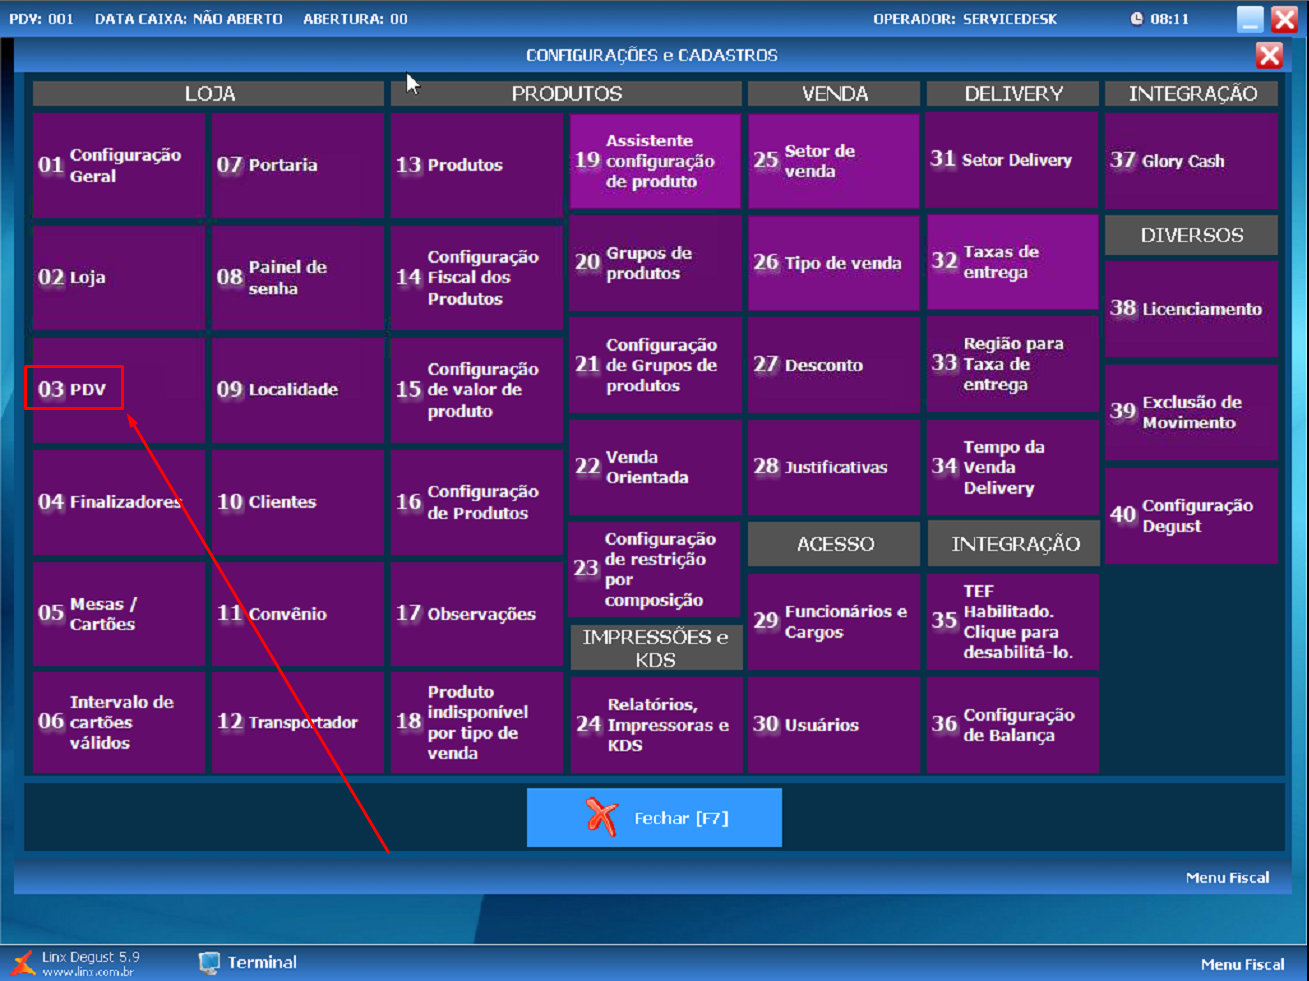 PDV: 001 DATA CAIXA: NÃO ABERTO ABERTURA: 00 OPERADOR: SERVICEDESK 08:11
CONFIGURAÇÕES e CADASTROS
LOJA
01 Configuração
Geral
02 Loja
03 PDV
04 Finalizadores
05 Mesas /
Cartões
06 Intervalo de
cartões
válidos
07 Portaria
08 Painel de
senha
09 Localidade
10 Clientes
11 Convênio
12 Transportador
PRODUTOS
13 Produtos
14 Configuração
Fiscal dos
Produtos
15 Configuração
de valor de
produto
16 Configuração
de Produtos
17 Observações
18 Produto
indisponível
por tipo de
venda
19 Assistente
configuração
de produto
20 Grupos de
produtos
21 Configuração
de Grupos de
produtos
22 Venda
Orientada
23 Configuração
de restrição
por
composição
IMPRESSÕES e
KDS
24 Relatórios,
Impressoras e
KDS
VENDA
25 Setor de
venda
26 Tipo de venda
27 Desconto
28 Justificativas
ACESSO
29 Funcionários e
Cargos
30 Usuários
DELIVERY
31 Setor Delivery
32 Taxas de
entrega
33 Região para
Taxa de
entrega
34 Tempo da
Venda
Delivery
INTEGRAÇÃO
35 TEF
Habilitado.
Clique para
desabilitá-lo.
36 Configuração
de Balança
INTEGRAÇÃO
37 Glory Cash
DIVERSOS
38 Licenciamento
39 Exclusão de
Movimento
40 Configuração
Degust
Fechar [F7]
Menu Fiscal
Linx Degust 5.9
www.linx.com.br
Terminal
Menu Fiscal